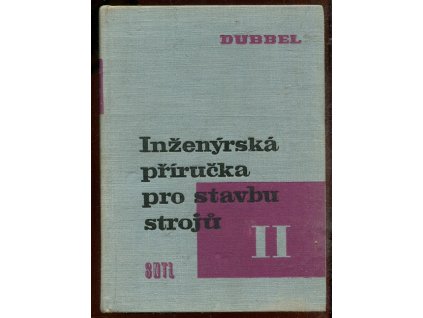 DUBBEL
Inženýrská
příručka
pro stavbu
strojů
II
SNTL